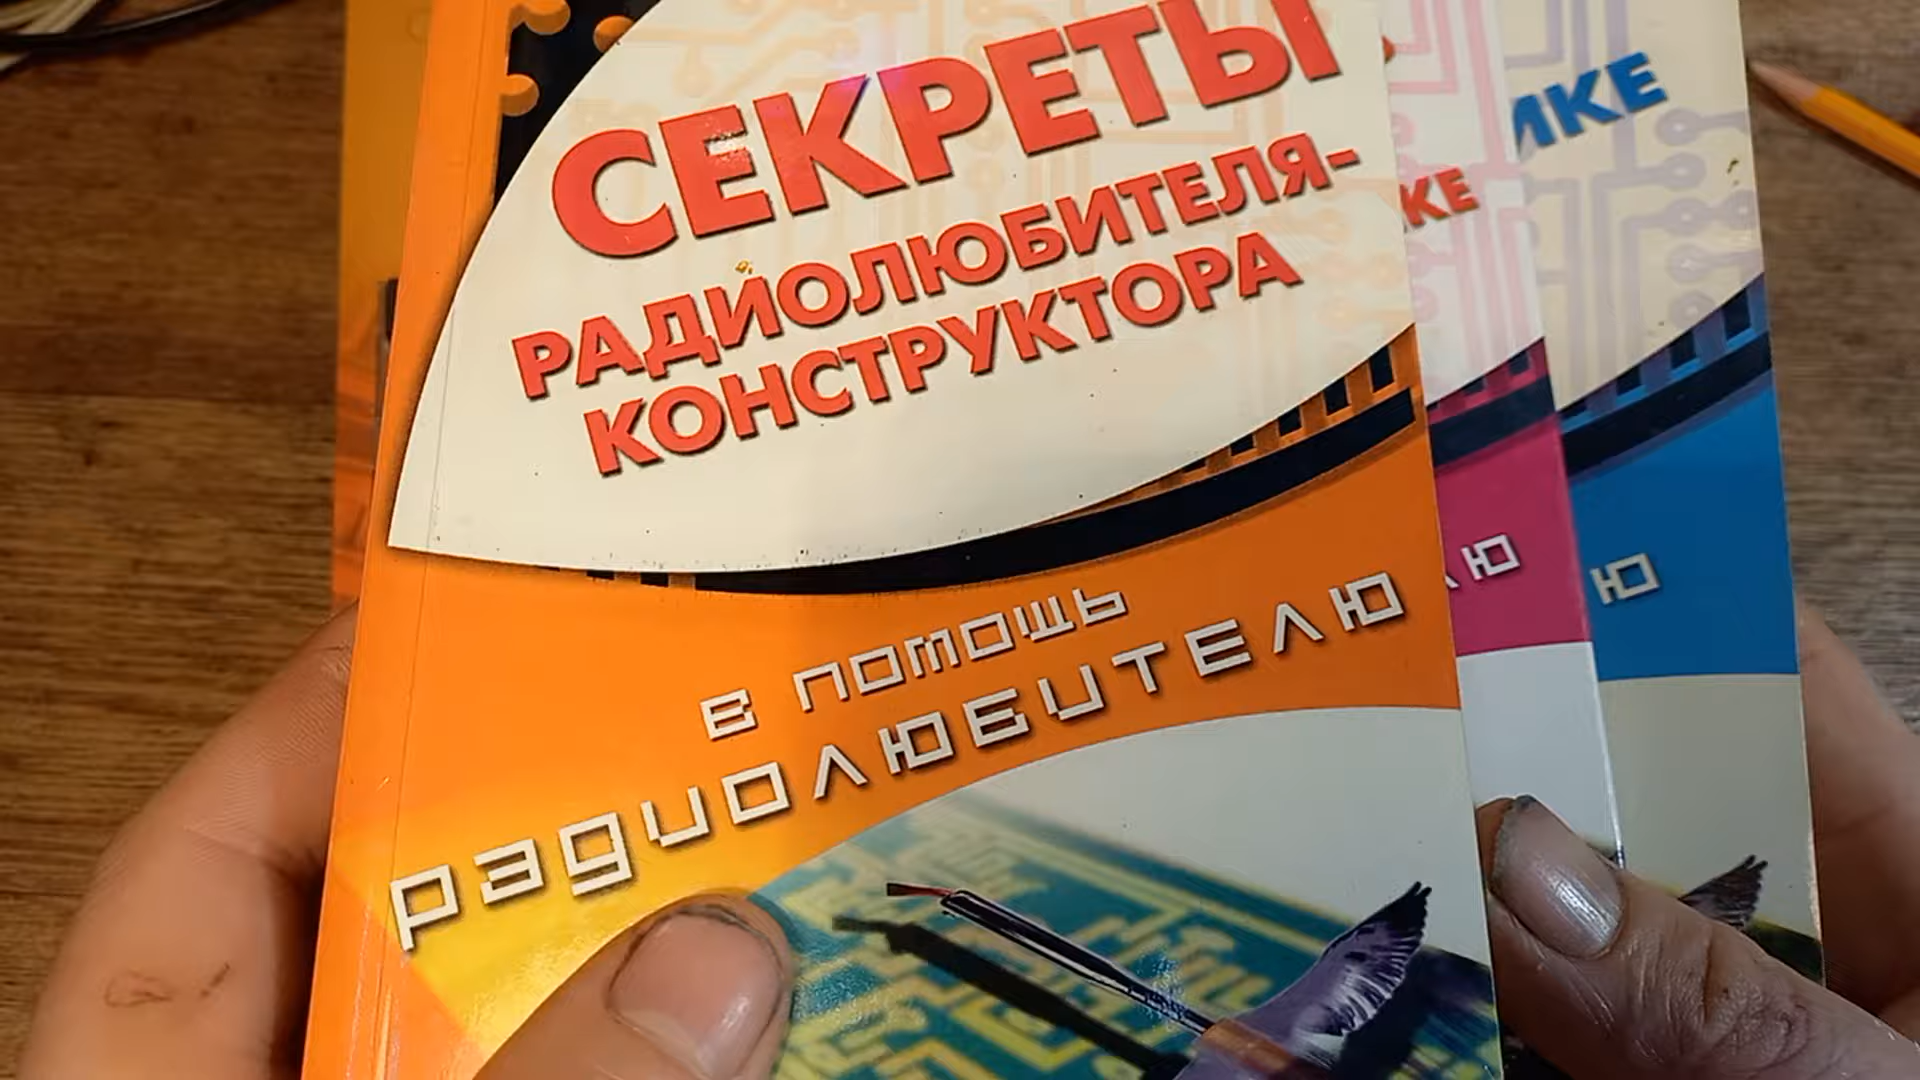 СЕКРЕТЫ
РАДИОЛЮБИТЕЛЯ-
КОНСТРУКТОРА
в помощь
радиолюбителю